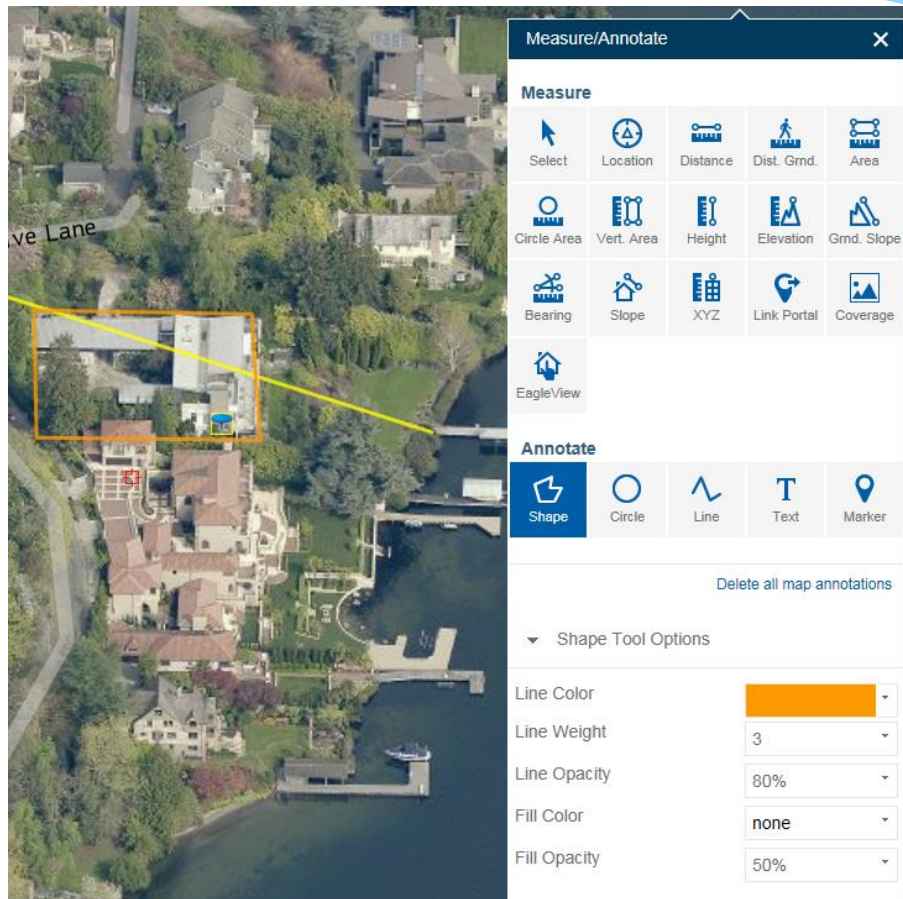 ve Lane
Measure/Annotate
Measure
Select
Location
Distance
Dist. Grnd.
Area
Circle Area
Vert. Area
Height
Elevation
Grnd. Slope
Bearing
Slope
XYZ
Link Portal
Coverage
EagleView
Annotate
Shape
Circle
Line
T
Text
Marker
Delete all map annotations
Shape Tool Options
Line Color
Line Weight
3
Line Opacity
80%
Fill Color
none
Fill Opacity
50%